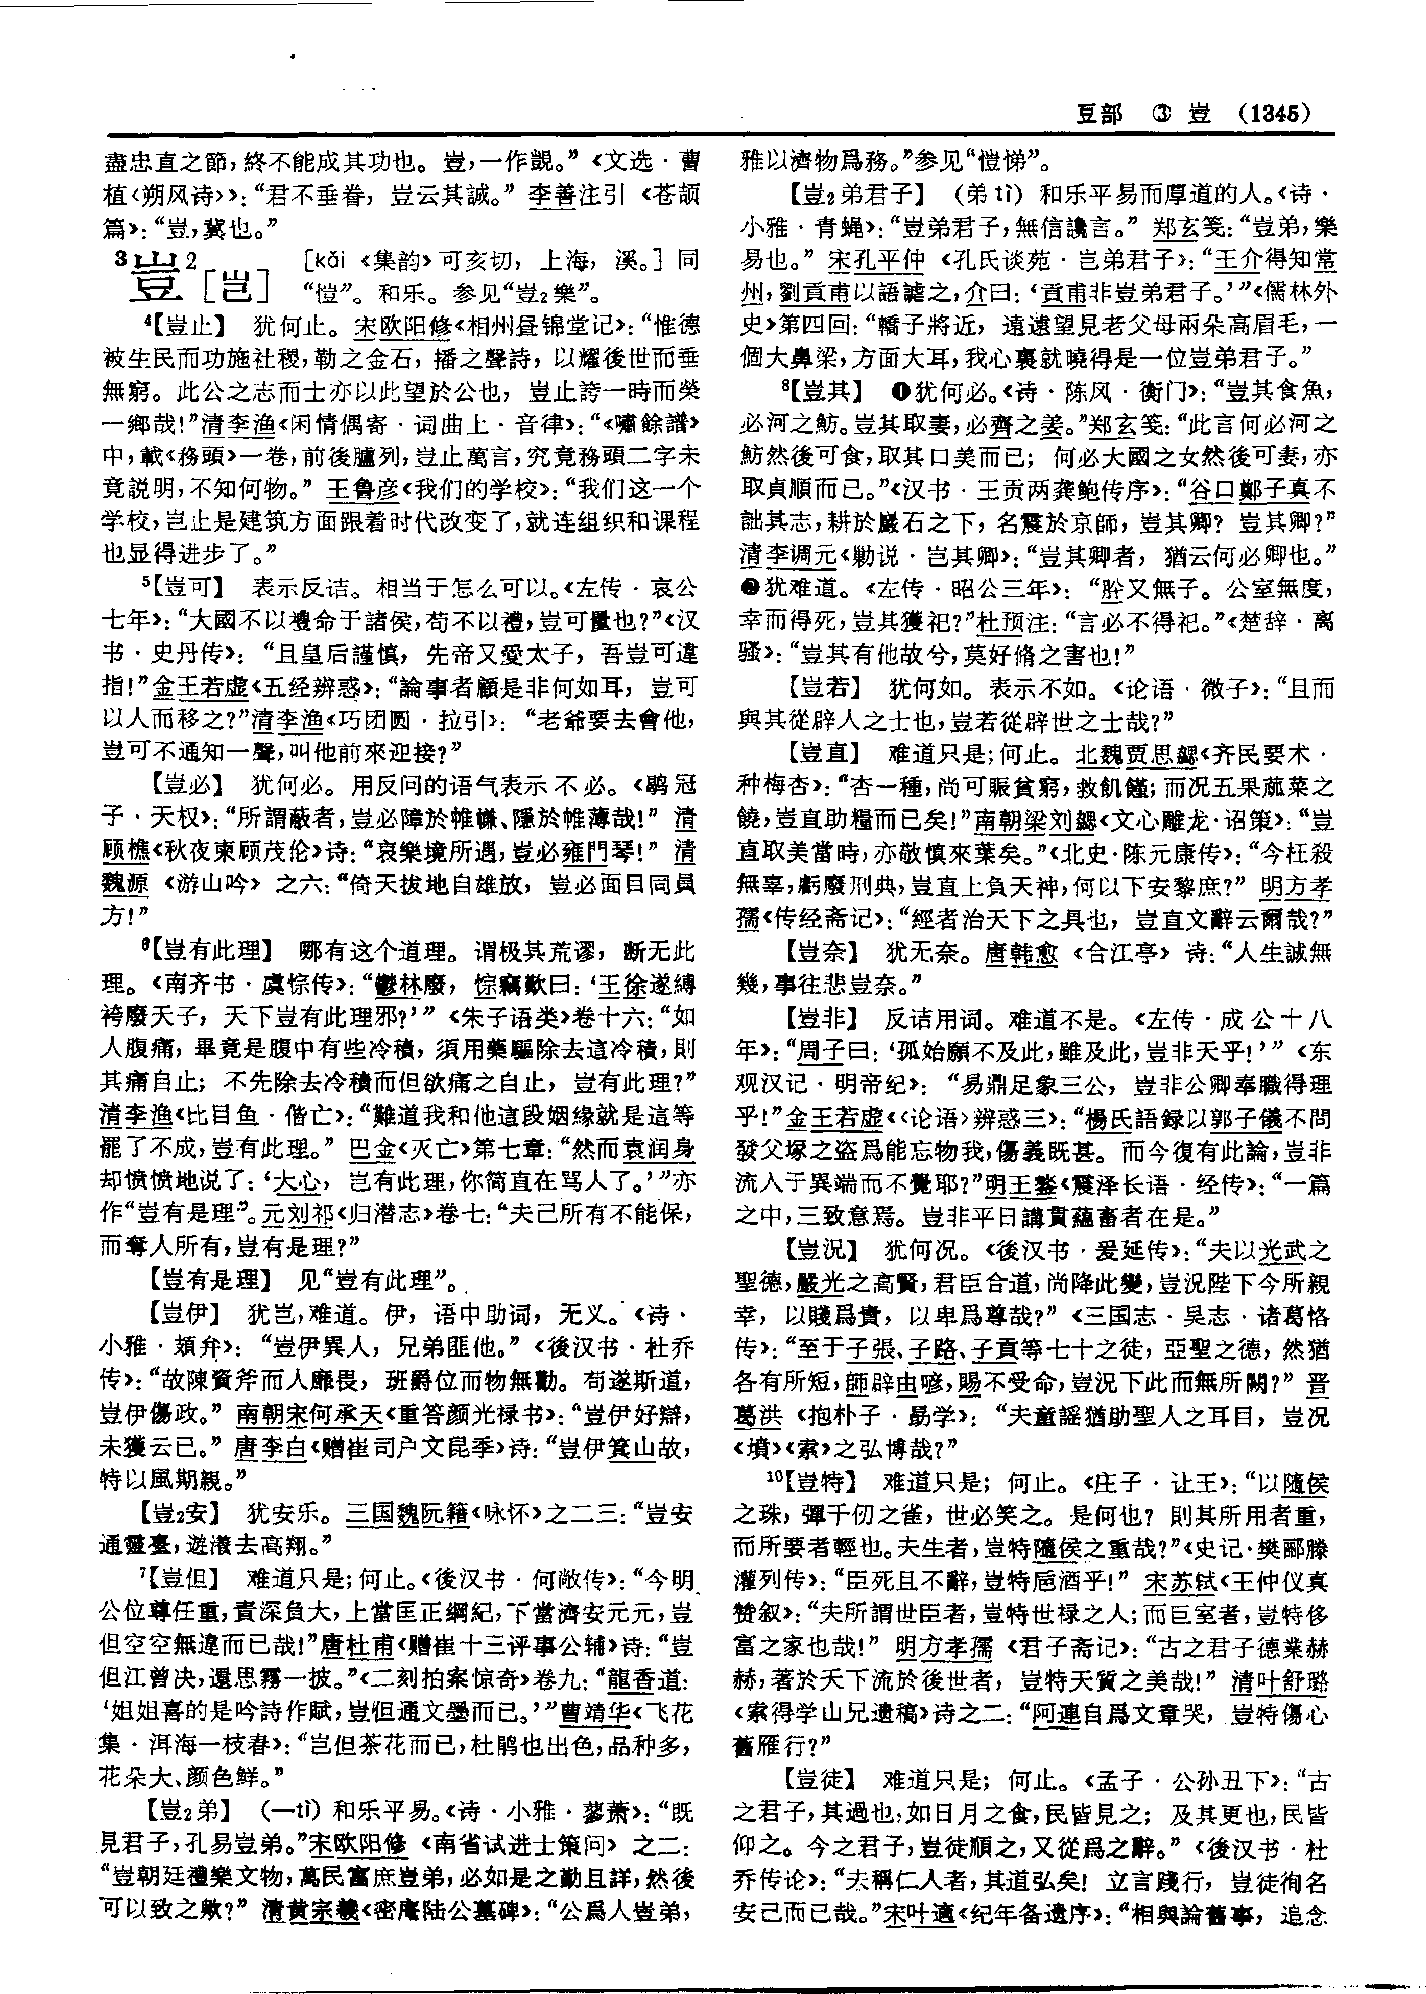 豆部 ③ 豈 (1345)
盡忠直之節，終不能成其功也。豈，一作覬。”《文选·曹
植〈朔风诗〉》：“君不垂眷，豈云其誠。”李善注引《苍颉
篇》：“豈，冀也。”
3豈2［岂］ ［kǎi《集韵》可亥切，上海，溪。］同
“愷”。和乐。参见“豈2樂”。
4【豈止】 犹何止。宋欧阳修《相州昼锦堂记》：“惟德
被生民而功施社稷，勒之金石，播之聲詩，以耀後世而垂
無窮。此公之志而士亦以此望於公也，豈止誇一時而榮
一鄉哉！”清李渔《闲情偶寄·词曲上·音律》：“《嘯餘譜》
中，載《務頭》一卷，前後臚列，豈止萬言，究竟務頭二字未
竟説明，不知何物。”王鲁彦《我们的学校》：“我们这一个
学校，岂止是建筑方面跟着时代改变了，就连组织和课程
也显得进步了。”
5【豈可】 表示反诘。相当于怎么可以。《左传·哀公
七年》：“大國不以禮命于諸侯，苟不以禮，豈可量也？”《汉
书·史丹传》：“且皇后謹慎，先帝又愛太子，吾豈可違
指！”金王若虚《五经辨惑》：“論事者顧是非何如耳，豈可
以人而移之？”清李渔《巧团圆·拉引》：“老爺要去會他，
豈可不通知一聲，叫他前來迎接？”
【豈必】 犹何必。用反问的语气表示不必。《鹖冠
子·天权》：“所謂蔽者，豈必障於帷幨、隱於帷薄哉！”清
顾樵《秋夜柬顾茂伦》诗：“哀樂境所遇，豈必雍門琴！”清
魏源《游山吟》之六：“倚天拔地自雄放，豈必面目同員
方！”
6【豈有此理】 哪有这个道理。谓极其荒谬，断无此
理。《南齐书·虞悰传》：“鬱林廢，悰竊歎曰：‘王徐遂縛
袴廢天子，天下豈有此理邪？’”《朱子语类》卷十六：“如
人腹痛，畢竟是腹中有些冷積，須用藥驅除去這冷積，則
其痛自止；不先除去冷積而但欲痛之自止，豈有此理？”
清李渔《比目鱼·偕亡》：“難道我和他這段姻缘就是這等
罷了不成，豈有此理。”巴金《灭亡》第七章：“然而袁润身
却愤愤地说了：‘大心，岂有此理，你简直在骂人了。’”亦
作“豈有是理”。元刘祁《归潜志》卷七：“夫己所有不能保，
而奪人所有，豈有是理？”
【豈有是理】 见“豈有此理”。
【豈伊】 犹岂，难道。伊，语中助词，无义。《诗·
小雅·頍弁》：“豈伊異人，兄弟匪他。”《後汉书·杜乔
传》：“故陳資斧而人靡畏，班爵位而物無勸。苟遂斯道，
豈伊傷政。”南朝宋何承天《重答颜光禄书》：“豈伊好辯，
未獲云已。”唐李白《赠崔司户文昆季》诗：“豈伊箕山故，
特以風期親。”
【豈2安】 犹安乐。三国魏阮籍《咏怀》之二三：“豈安
通靈臺，遊瀁去高翔。”
7【豈但】 难道只是；何止。《後汉书·何敞传》：“今明
公位尊任重，責深負大，上當匡正綱紀，下當濟安元元，豈
但空空無違而已哉！”唐杜甫《赠崔十三评事公辅》诗：“豈
但江曾决，還思霧一披。”《二刻拍案惊奇》卷九：“龍香道：
‘姐姐喜的是吟詩作賦，豈但通文墨而已。’”曹靖华《飞花
集·洱海一枝春》：“岂但茶花而已，杜鹃也出色，品种多，
花朵大、颜色鲜。”
【豈2弟】 （—tì）和乐平易。《诗·小雅·蓼萧》：“既
見君子，孔易豈弟。”宋欧阳修《南省试进士策问》之二：
“豈朝廷禮樂文物，萬民富庶豈弟，必如是之勤且詳，然後
可以致之歟？”清黄宗羲《密庵陆公墓碑》：“公爲人豈弟，
雅以濟物爲務。”参见“愷悌”。
【豈2弟君子】 （弟tì）和乐平易而厚道的人。《诗·
小雅·青蝇》：“豈弟君子，無信讒言。”郑玄笺：“豈弟，樂
易也。”宋孔平仲《孔氏谈苑·岂弟君子》：“王介得知常
州，劉貢甫以語謔之，介曰：‘貢甫非豈弟君子。’”《儒林外
史》第四回：“轎子將近，遠遠望見老父母兩朵高眉毛，一
個大鼻梁，方面大耳，我心裏就曉得是一位豈弟君子。”
8【豈其】 ❶犹何必。《诗·陈风·衡门》：“豈其食魚，
必河之魴。豈其取妻，必齊之姜。”郑玄笺：“此言何必河之
魴然後可食，取其口美而已；何必大國之女然後可妻，亦
取貞順而已。”《汉书·王贡两龚鲍传序》：“谷口鄭子真不
詘其志，耕於巖石之下，名震於京師，豈其卿？豈其卿？”
清李调元《勦说·岂其卿》：“豈其卿者，猶云何必卿也。”
❷犹难道。《左传·昭公三年》：“肸又無子。公室無度，
幸而得死，豈其獲祀？”杜预注：“言必不得祀。”《楚辞·离
骚》：“豈其有他故兮，莫好脩之害也！”
【豈若】 犹何如。表示不如。《论语·微子》：“且而
與其從辟人之士也，豈若從辟世之士哉？”
【豈直】 难道只是；何止。北魏贾思勰《齐民要术·
种梅杏》：“杏一種，尚可賑貧窮，救飢饉；而况五果蓏菜之
饒，豈直助糧而已矣！”南朝梁刘勰《文心雕龙·诏策》：“豈
直取美當時，亦敬慎來葉矣。”《北史·陈元康传》：“今枉殺
無辜，虧廢刑典，豈直上負天神，何以下安黎庶？”明方孝
孺《传经斋记》：“經者治天下之具也，豈直文辭云爾哉？”
【豈奈】 犹无奈。唐韩愈《合江亭》诗：“人生誠無
幾，事往悲豈奈。”
【豈非】 反诘用词。难道不是。《左传·成公十八
年》：“周子曰：‘孤始願不及此，雖及此，豈非天乎！’”《东
观汉记·明帝纪》：“易鼎足象三公，豈非公卿奉職得理
乎！”金王若虚《〈论语〉辨惑三》：“楊氏語録以郭子儀不問
發父塚之盗爲能忘物我，傷義既甚。而今復有此論，豈非
流入于異端而不覺耶？”明王鏊《震泽长语·经传》：“一篇
之中，三致意焉。豈非平日講貫蘊畜者在是。”
【豈況】 犹何况。《後汉书·爰延传》：“夫以光武之
聖德，嚴光之高賢，君臣合道，尚降此變，豈況陛下今所親
幸，以賤爲貴，以卑爲尊哉？”《三国志·吴志·诸葛恪
传》：“至于子張、子路、子貢等七十之徒，亞聖之德，然猶
各有所短，師辟由喭，賜不受命，豈況下此而無所闕？”晋
葛洪《抱朴子·勗学》：“夫童謡猶助聖人之耳目，豈况
《墳》《索》之弘博哉？”
10【豈特】 难道只是；何止。《庄子·让王》：“以隨侯
之珠，彈千仞之雀，世必笑之。是何也？則其所用者重，
而所要者輕也。夫生者，豈特隨侯之重哉？”《史记·樊郦滕
灌列传》：“臣死且不辭，豈特卮酒乎！”宋苏轼《王仲仪真
赞叙》：“夫所謂世臣者，豈特世禄之人；而巨室者，豈特侈
富之家也哉！”明方孝孺《君子斋记》：“古之君子德業赫
赫，著於天下流於後世者，豈特天質之美哉！”清叶舒璐
《索得学山兄遗稿》诗之二：“阿連自爲文章哭，豈特傷心
舊雁行？”
【豈徒】 难道只是；何止。《孟子·公孙丑下》：“古
之君子，其過也，如日月之食，民皆見之；及其更也，民皆
仰之。今之君子，豈徒順之，又從爲之辭。”《後汉书·杜
乔传论》：“夫稱仁人者，其道弘矣！立言踐行，豈徒徇名
安己而已哉。”宋叶適《纪年备遗序》：“相與論舊事，追念